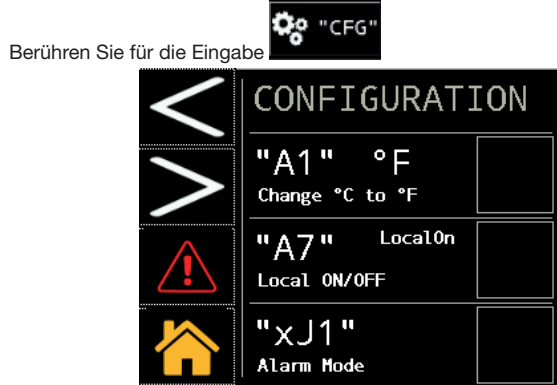 "CFG"
Berühren Sie für die Eingabe
CONFIGURATION
"A1" °F
Change °C to °F
"A7" LocalOn
Local ON/OFF
"xJ1"
Alarm Mode